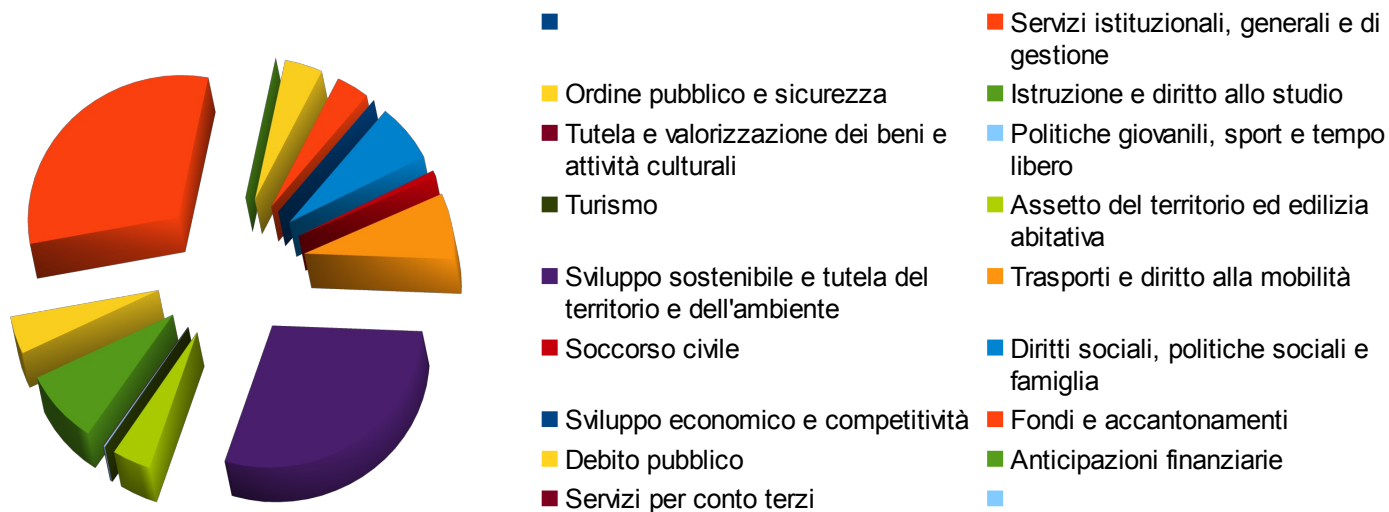 Servizi istituzionali, generali e di
gestione
Ordine pubblico e sicurezza
Istruzione e diritto allo studio
Tutela e valorizzazione dei beni e
attività culturali
Politiche giovanili, sport e tempo
libero
Turismo
Assetto del territorio ed edilizia
abitativa
Sviluppo sostenibile e tutela del
territorio e dell'ambiente
Trasporti e diritto alla mobilità
Soccorso civile
Diritti sociali, politiche sociali e
famiglia
Sviluppo economico e competitività
Fondi e accantonamenti
Debito pubblico
Anticipazioni finanziarie
Servizi per conto terzi